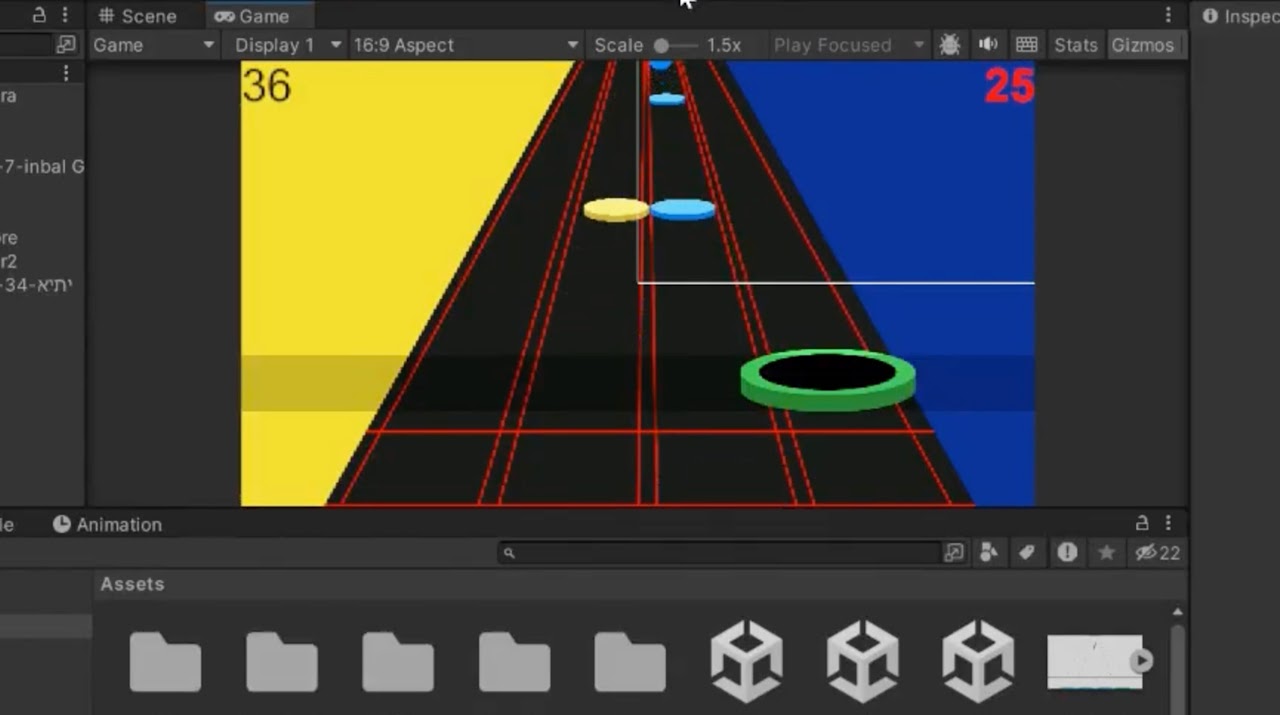 Scene
Game
Inspec
Game
Display 1
16:9 Aspect
Scale
1.5x
Play Focused
Stats
Gizmos
36
25
ra
-7-inbal G
re
r2
-34-יתיא
le
Animation
22
Assets